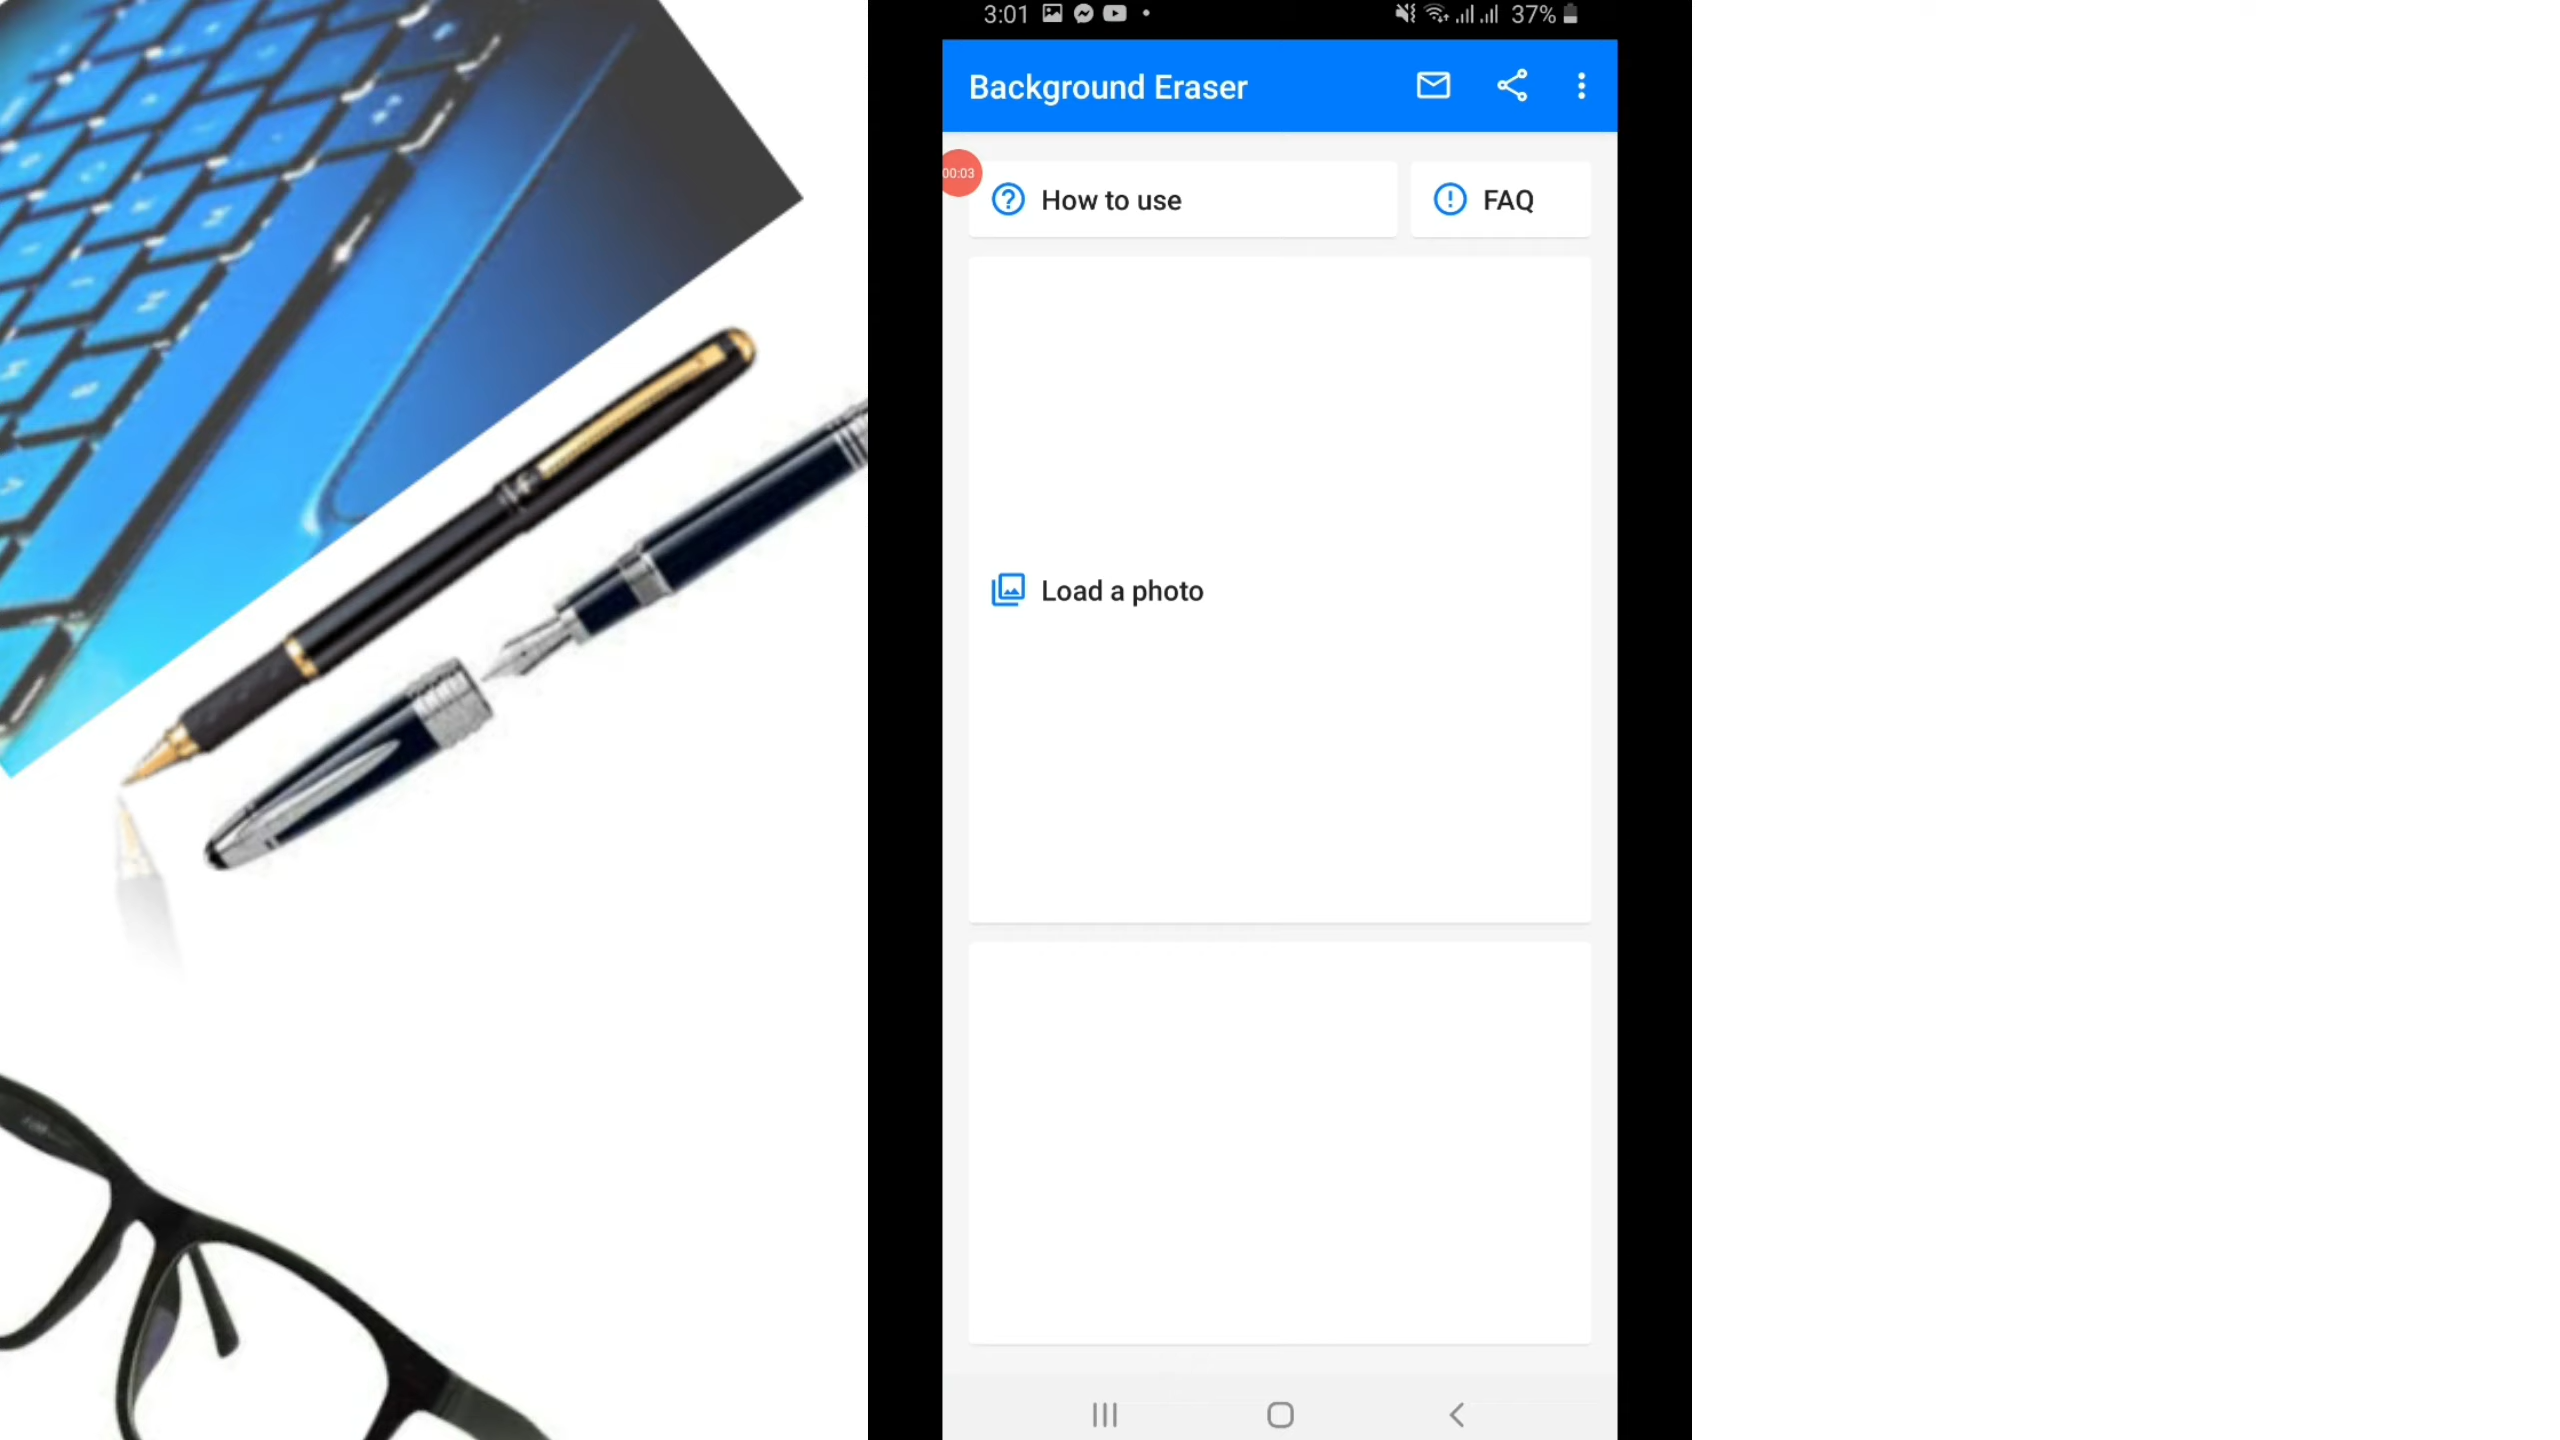 3:01
37%
Background Eraser
00:03
How to use
FAQ
Load a photo